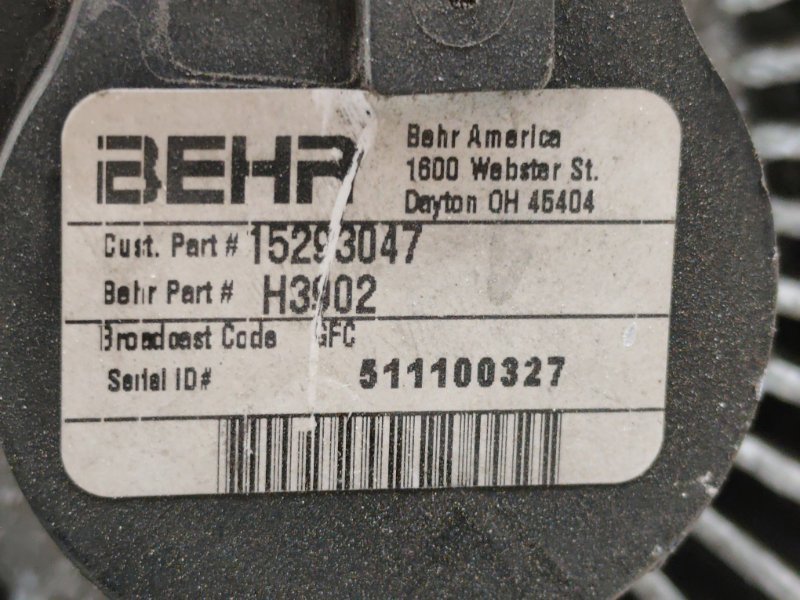 BEHR
Behr America
1600 Webster St.
Dayton OH 45404
Cust. Part # 15293047
Behr Part # H3902
Broadcast Code GFC
Serial ID# 511100327